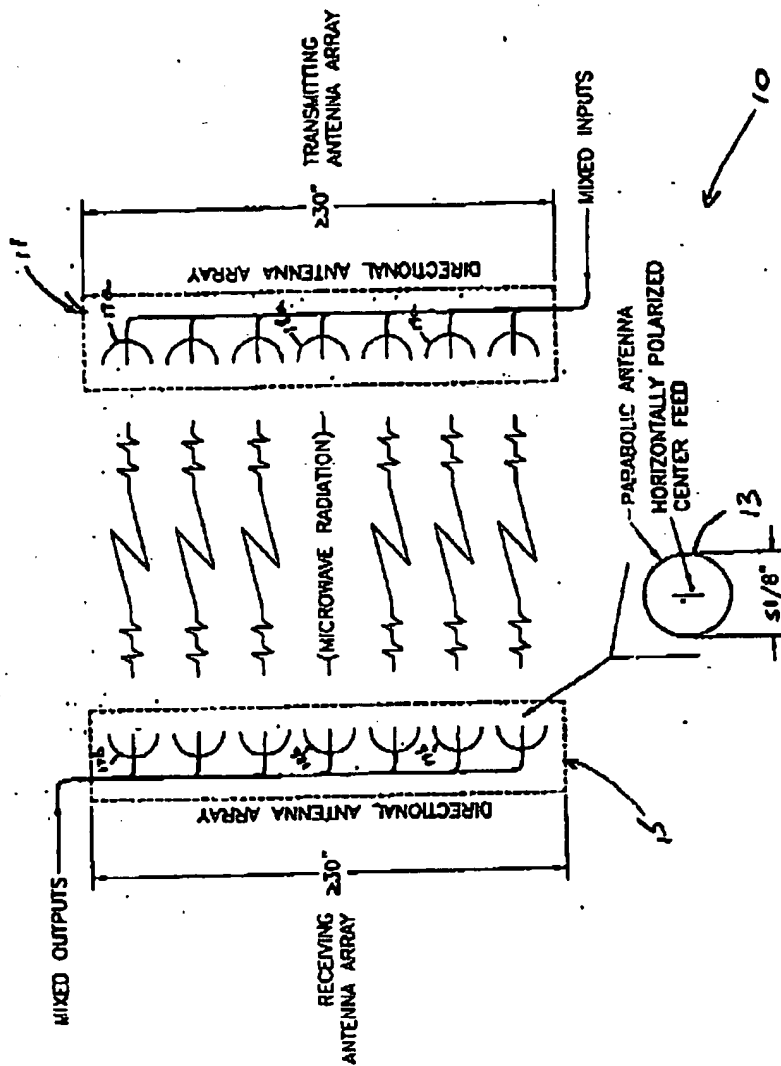 MIXED OUTPUTS
RECEIVING
ANTENNA ARRAY
≥30"
DIRECTIONAL ANTENNA ARRAY
15
(MICROWAVE RADIATION)
11
DIRECTIONAL ANTENNA ARRAY
≥30"
TRANSMITTING
ANTENNA ARRAY
MIXED INPUTS
PARABOLIC ANTENNA
HORIZONTALLY POLARIZED
CENTER FEED
13
51/8"
10